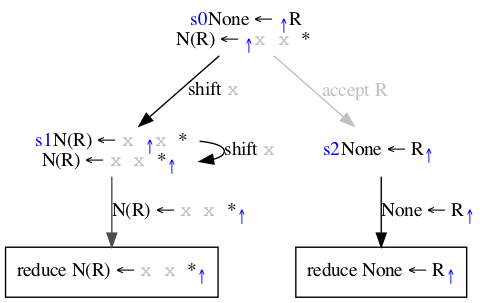 s0None ← ↑R
N(R) ← ↑x x *
shift x
accept R
s1N(R) ← x ↑x *
N(R) ← x x *↑
shift x
s2None ← R↑
N(R) ← x x *↑
None ← R↑
reduce N(R) ← x x *↑
reduce None ← R↑